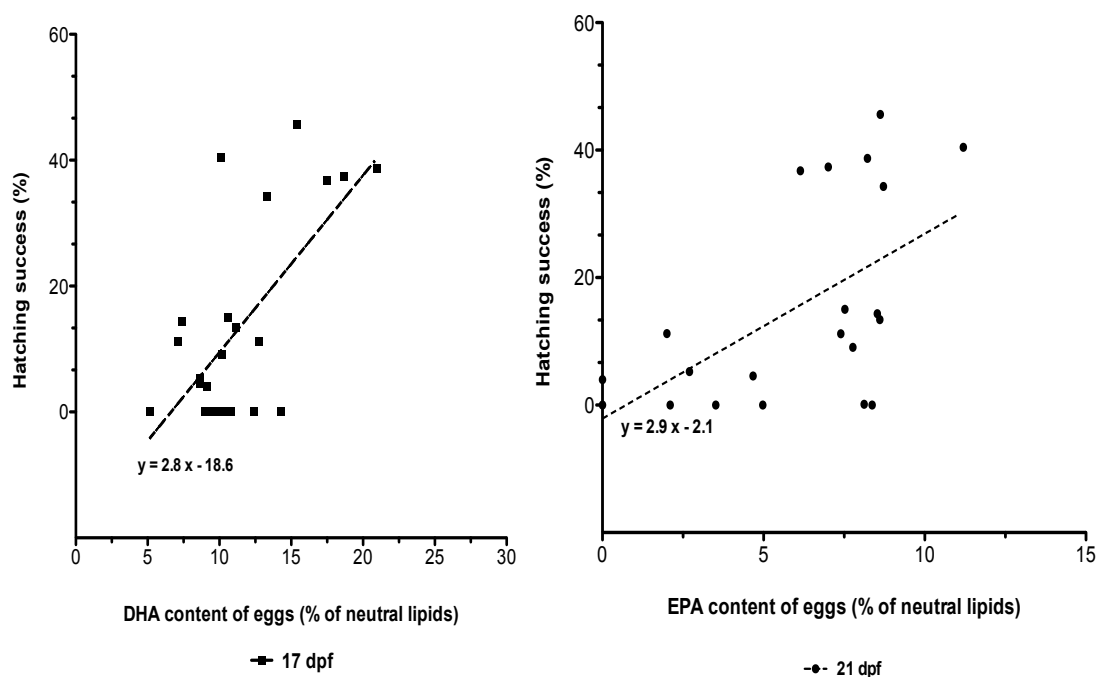 60
40
20
0
Hatching success (%)
y = 2.8 x - 18.6
0 5 10 15 20 25 30
DHA content of eggs (% of neutral lipids)
17 dpf
60
40
20
0
Hatching success (%)
y = 2.9 x - 2.1
0 5 10 15
EPA content of eggs (% of neutral lipids)
21 dpf